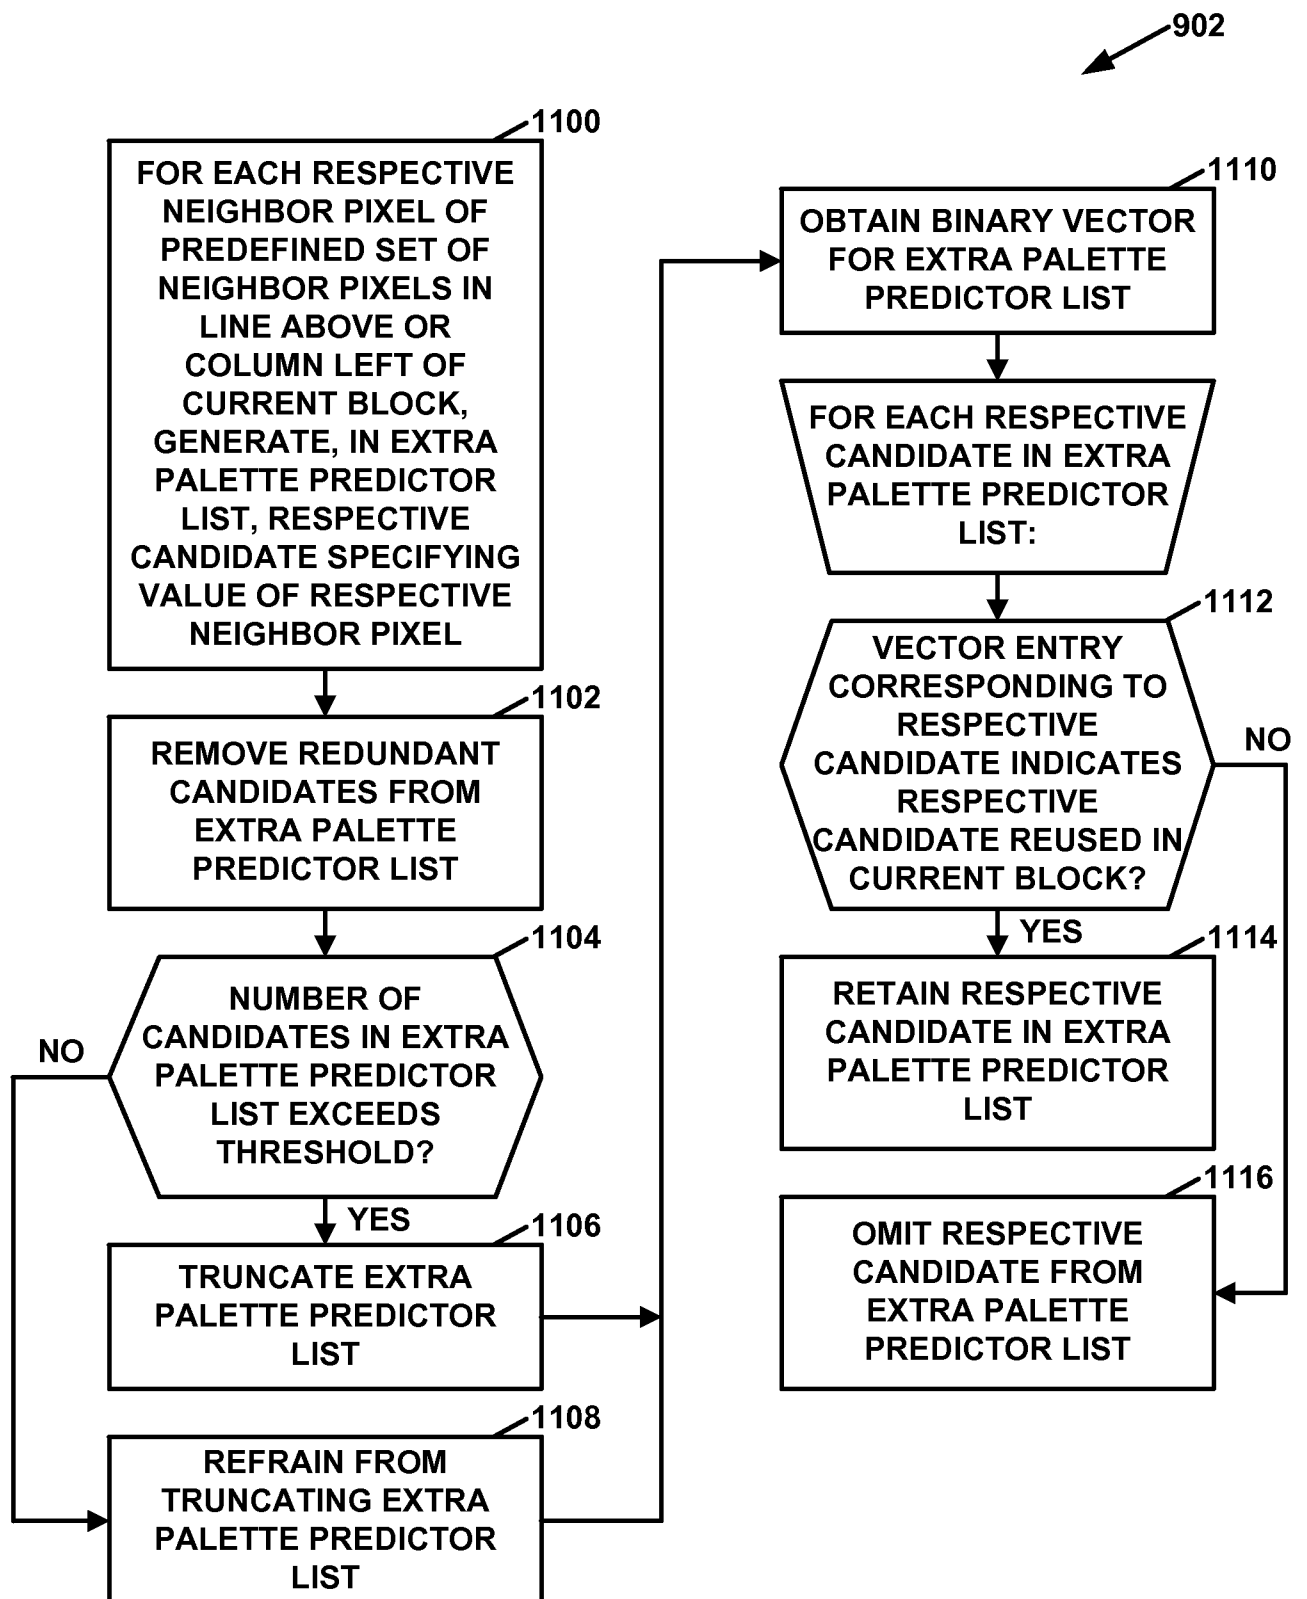 902
1100
FOR EACH RESPECTIVE
NEIGHBOR PIXEL OF
PREDEFINED SET OF
NEIGHBOR PIXELS IN
LINE ABOVE OR
COLUMN LEFT OF
CURRENT BLOCK,
GENERATE, IN EXTRA
PALETTE PREDICTOR
LIST, RESPECTIVE
CANDIDATE SPECIFYING
VALUE OF RESPECTIVE
NEIGHBOR PIXEL
1102
REMOVE REDUNDANT
CANDIDATES FROM
EXTRA PALETTE
PREDICTOR LIST
1104
NUMBER OF
CANDIDATES IN EXTRA
PALETTE PREDICTOR
LIST EXCEEDS
THRESHOLD?
NO
YES
1106
TRUNCATE EXTRA
PALETTE PREDICTOR
LIST
1108
REFRAIN FROM
TRUNCATING EXTRA
PALETTE PREDICTOR
LIST
1110
OBTAIN BINARY VECTOR
FOR EXTRA PALETTE
PREDICTOR LIST
FOR EACH RESPECTIVE
CANDIDATE IN EXTRA
PALETTE PREDICTOR
LIST:
1112
VECTOR ENTRY
CORRESPONDING TO
RESPECTIVE
CANDIDATE INDICATES
RESPECTIVE
CANDIDATE REUSED IN
CURRENT BLOCK?
NO
YES
1114
RETAIN RESPECTIVE
CANDIDATE IN EXTRA
PALETTE PREDICTOR
LIST
1116
OMIT RESPECTIVE
CANDIDATE FROM
EXTRA PALETTE
PREDICTOR LIST